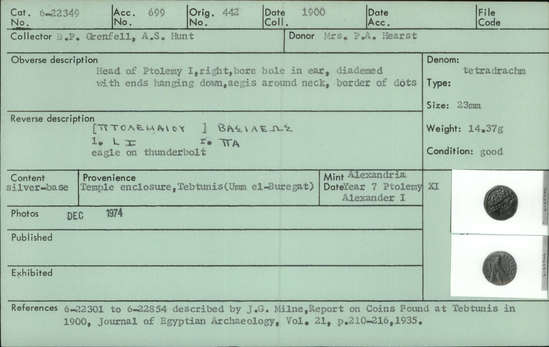 Cat. No. 6-22349 Acc. No. 699 Orig. No. 442 Date Coll. 1900 Date Acc. File Code
Collector B.P. Grenfell, A.S. Hunt Donor Mrs. P.A. Hearst
Obverse description
Head of Ptolemy I,right,bore hole in ear, diademed
with ends hanging down,aegis around neck, border of dots
Denom: tetradrachm
Type:
Size: 23mm
Weight: 14.37g
Condition: good
Reverse description
[ΠΤΟΛΕΜΑΙΟΥ ] ΒΑΣΙΛΕΩΣ
l. L Ι r. ΠΑ
eagle on thunderbolt
Content silver-base
Provenience
Temple enclosure,Tebtunis(Umm el-Buregat)
Mint Alexandria
Date Year 7 Ptolemy XI
Alexander I
Photos DEC 1974
Published
Exhibited
References 6-22301 to 6-22854 described by J.G. Milne,Report on Coins Found at Tebtunis in
1900, Journal of Egyptian Archaeology, Vol. 21, p.210-216,1935.